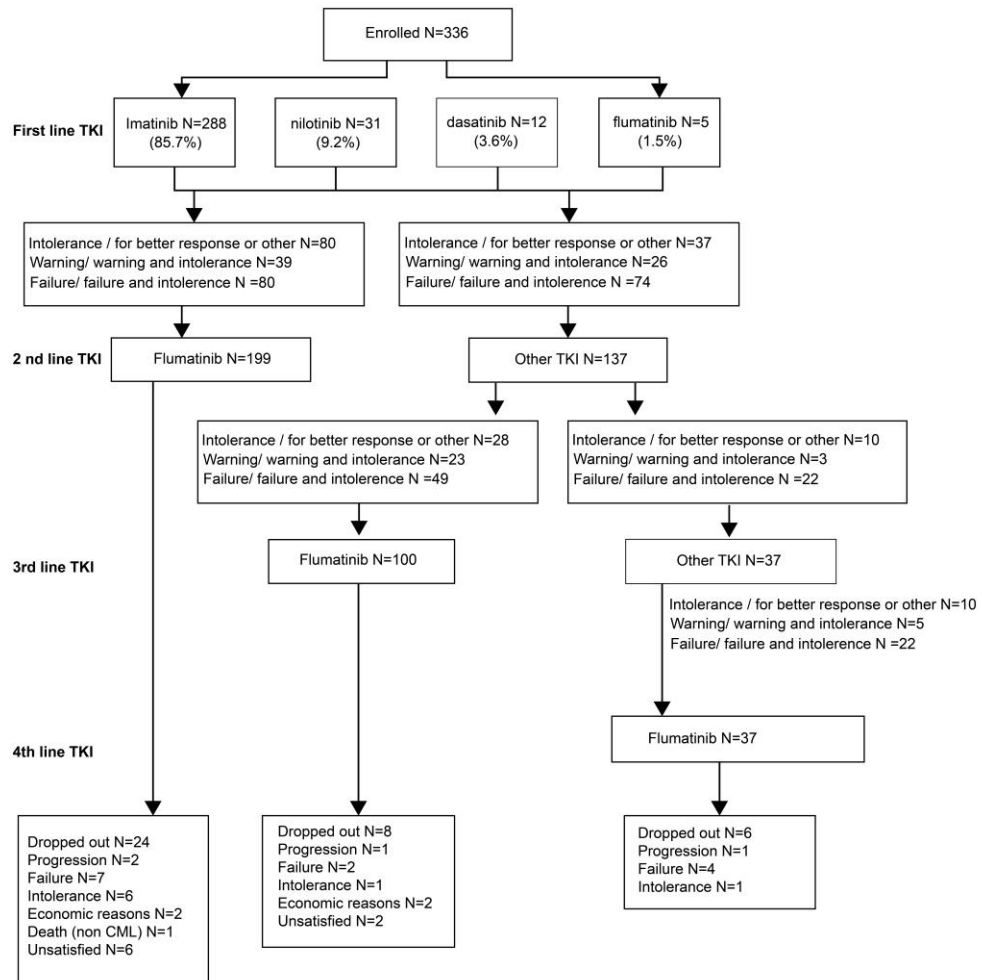 Enrolled N=336
First line TKI
Imatinib N=288
(85.7%)
nilotinib N=31
(9.2%)
dasatinib N=12
(3.6%)
flumatinib N=5
(1.5%)
Intolerance / for better response or other N=80
Warning/ warning and intolerance N=39
Failure/ failure and intolerence N =80
Intolerance / for better response or other N=37
Warning/ warning and intolerance N=26
Failure/ failure and intolerence N =74
2 nd line TKI
Flumatinib N=199
Other TKI N=137
Intolerance / for better response or other N=28
Warning/ warning and intolerance N=23
Failure/ failure and intolerence N =49
Intolerance / for better response or other N=10
Warning/ warning and intolerance N=3
Failure/ failure and intolerence N =22
3rd line TKI
Flumatinib N=100
Other TKI N=37
Intolerance / for better response or other N=10
Warning/ warning and intolerance N=5
Failure/ failure and intolerence N =22
Flumatinib N=37
4th line TKI
Dropped out N=24
Progression N=2
Failure N=7
Intolerance N=6
Economic reasons N=2
Death (non CML) N=1
Unsatisfied N=6
Dropped out N=8
Progression N=1
Failure N=2
Intolerance N=1
Economic reasons N=2
Unsatisfied N=2
Dropped out N=6
Progression N=1
Failure N=4
Intolerance N=1